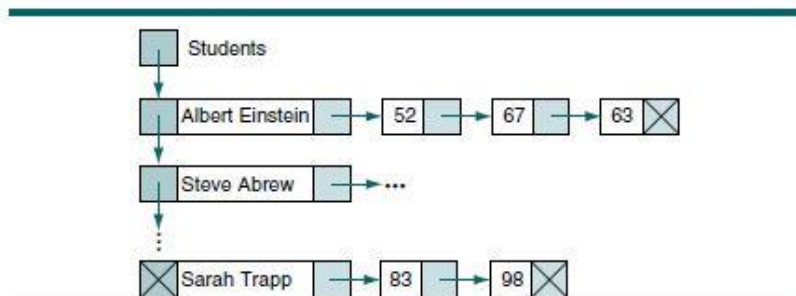 Students
Albert Einstein 52 67 63
Steve Abrew ...
Sarah Trapp 83 98